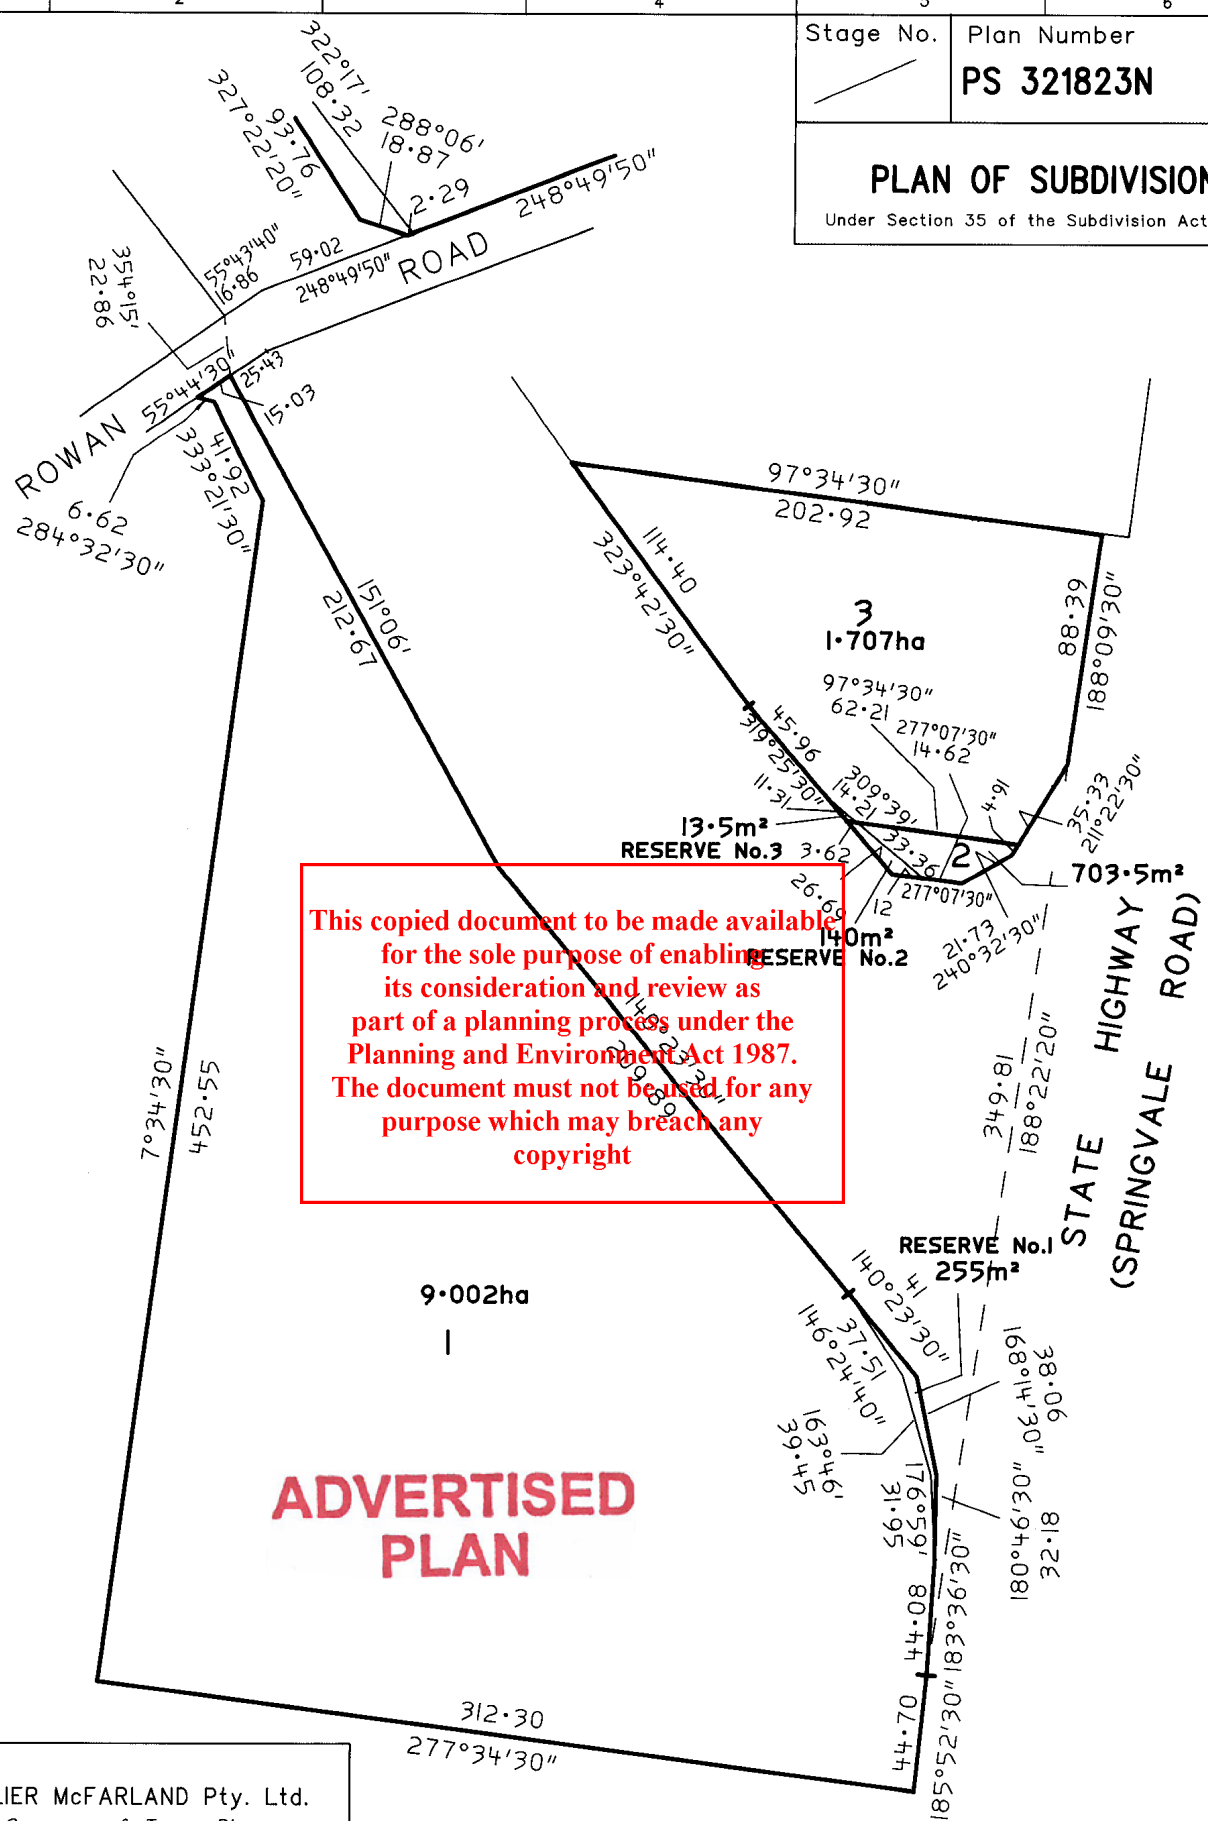 2
4
5
6
Stage No.
Plan Number
PS 321823N
PLAN OF SUBDIVISION
Under Section 35 of the Subdivision Act
322°17'
108·32
327°22'20"
93·76
288°06'
18·87
2·29
248°49'50"
55°43'40"
16·86
59·02
248°49'50"
ROAD
354°15'
22·86
55°44'30"
25·43
15·03
ROWAN
41·92
333°21'30"
6·62
284°32'30"
151°06'
212·67
97°34'30"
202·92
114·40
323°42'30"
3
1·707ha
88·39
188°09'30"
97°34'30"
62·21
277°07'30"
14·62
45·96
319°25'30"
11·31
309°39'
14·21
4·91
35·33
211°22'30"
13·5m²
RESERVE No.3
3·62
33·36
2
703·5m²
26·69
12
277°07'30"
140m²
RESERVE No.2
21·73
240°32'30"
This copied document to be made available
for the sole purpose of enabling
its consideration and review as
part of a planning process under the
Planning and Environment Act 1987.
The document must not be used for any
purpose which may breach any
copyright
140°23'30"
209·89
STATE HIGHWAY
(SPRINGVALE ROAD)
349·81
188°22'20"
7°34'30"
452·55
RESERVE No.1
255m²
9·002ha
1
41
140°23'30"
37·51
146°24'40"
38·06
168°14'30"
163°46'
39·45
176°59'
31·95
180°46'30"
32·18
ADVERTISED
PLAN
44·08
183°36'30"
44·70
185°52'30"
312·30
277°34'30"
LIER McFARLAND Pty. Ltd.